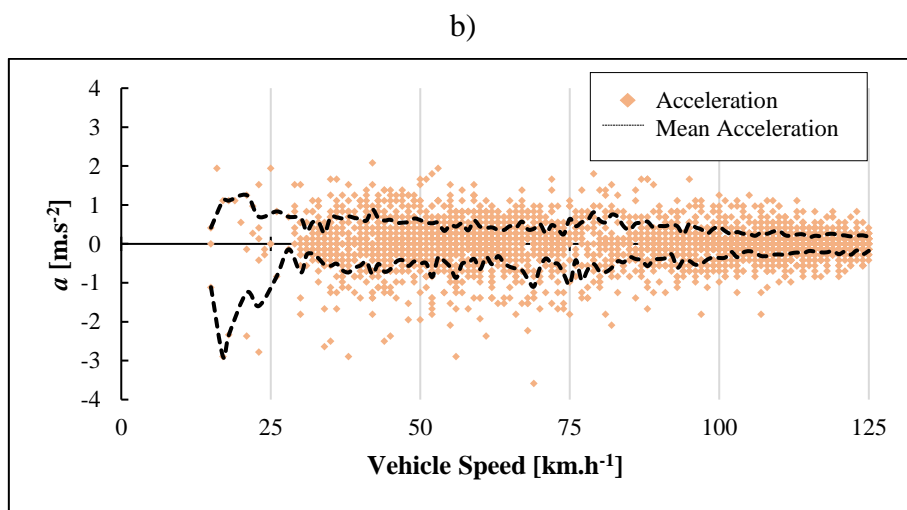 b)
4
3
2
1
0
-1
-2
-3
-4
a [m.s-2]
Acceleration
Mean Acceleration
0 25 50 75 100 125
Vehicle Speed [km.h-1]